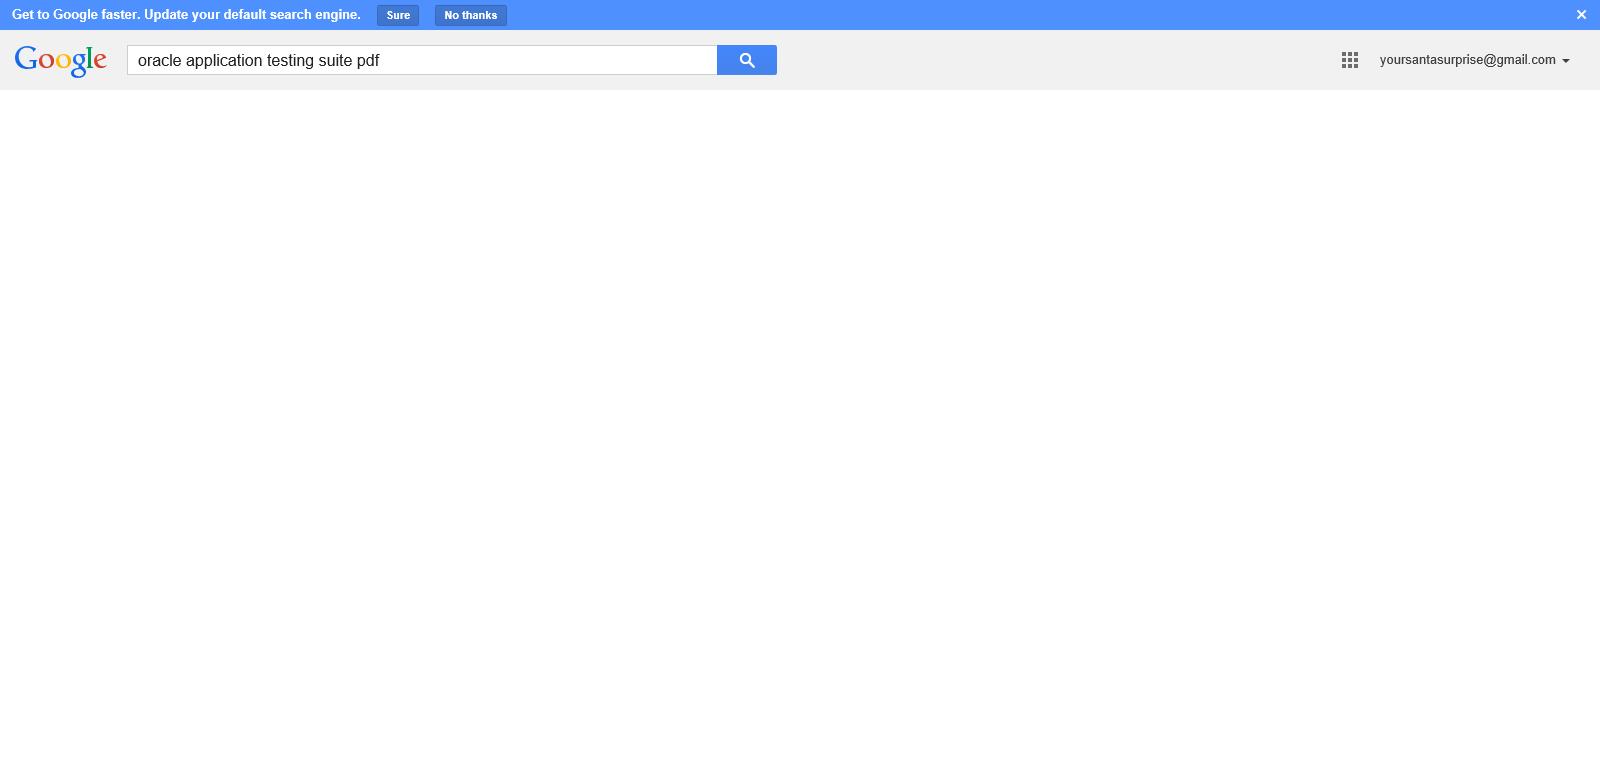 Get to Google faster. Update your default search engine. Sure No thanks
Google oracle application testing suite pdf yoursantasurprise@gmail.com